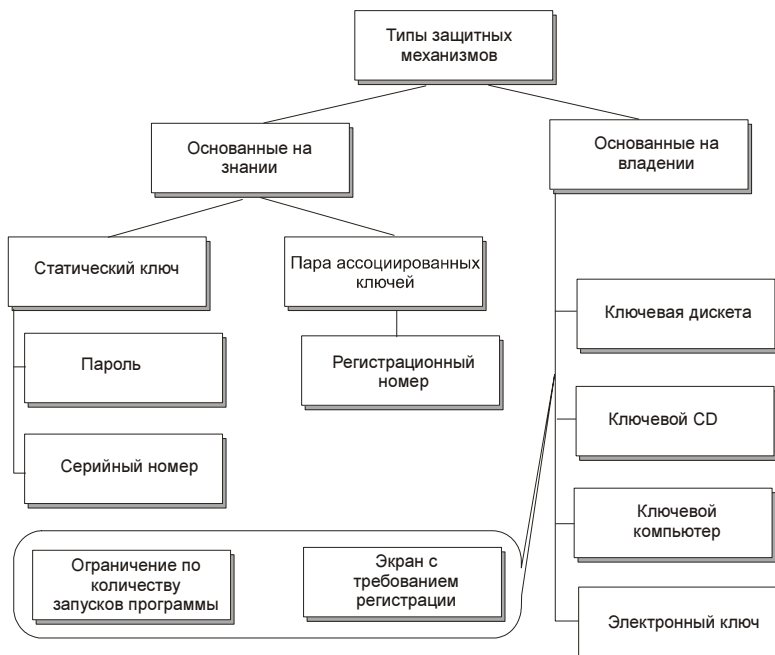 Типы защитных
механизмов
Основанные на
знании
Основанные на
владении
Статический ключ
Пара ассоциированных
ключей
Ключевая дискета
Пароль
Регистрационный
номер
Ключевой CD
Серийный номер
Ключевой
компьютер
Ограничение по
количеству
запусков программы
Экран с
требованием
регистрации
Электронный ключ